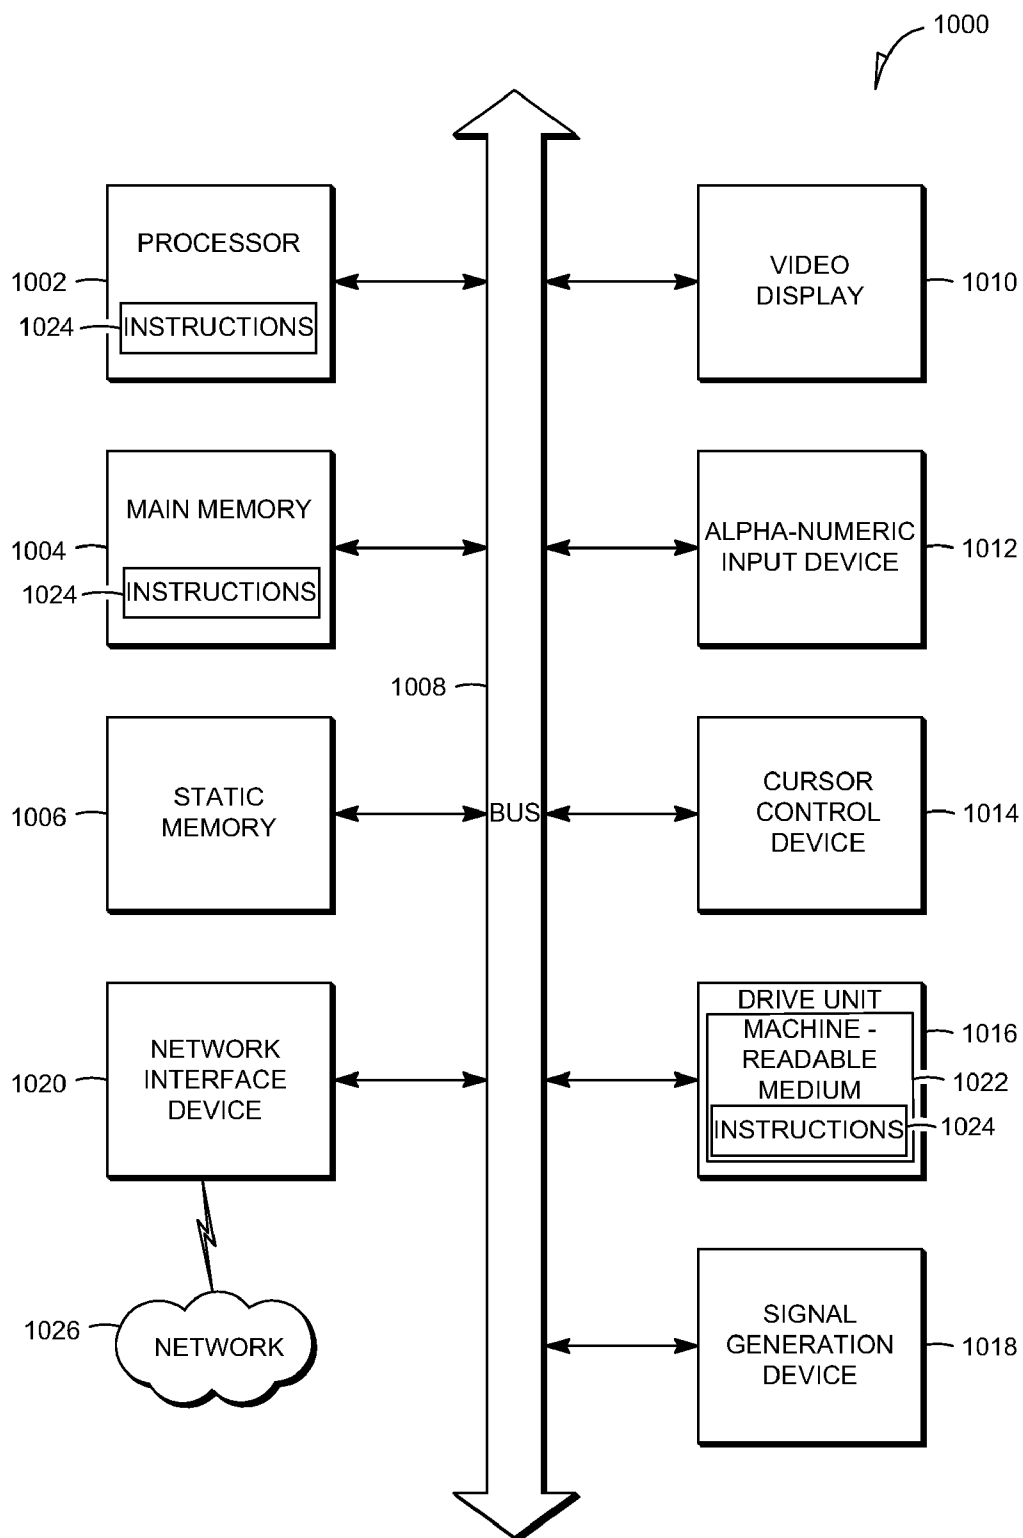 1000
PROCESSOR
1002
1024
INSTRUCTIONS
VIDEO
DISPLAY
1010
MAIN MEMORY
1004
1024
INSTRUCTIONS
ALPHA-NUMERIC
INPUT DEVICE
1012
1008
STATIC
MEMORY
1006
BUS
CURSOR
CONTROL
DEVICE
1014
NETWORK
INTERFACE
DEVICE
1020
DRIVE UNIT
1016
MACHINE -
READABLE
MEDIUM
1022
INSTRUCTIONS
1024
1026
NETWORK
SIGNAL
GENERATION
DEVICE
1018